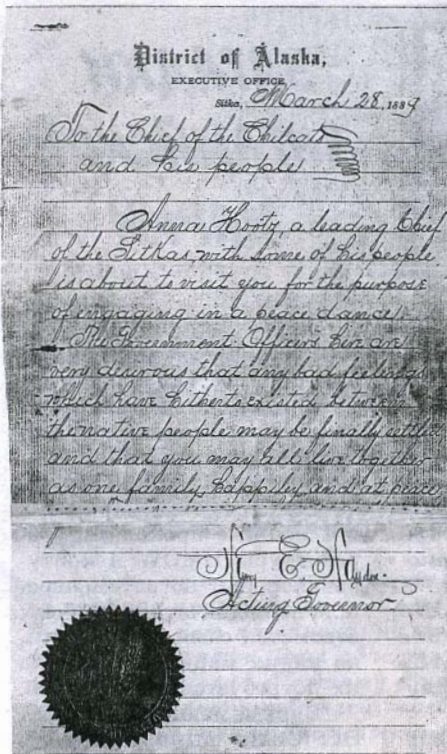 District of Alaska,
EXECUTIVE OFFICE,
Sitka, March 28, 1889
To the Chief of the Chilcats
and his people
Anna Hootz, a leading Chief
of the Sitkas, with some of his people
is about to visit you for the purpose
of engaging in a peace dance.
The Government Officers here are
very desirous that any bad feelings
which have hitherto existed between
the native people may be finally settled
and that you may all live together
as one family, happily and at peace
E.
Acting Governor